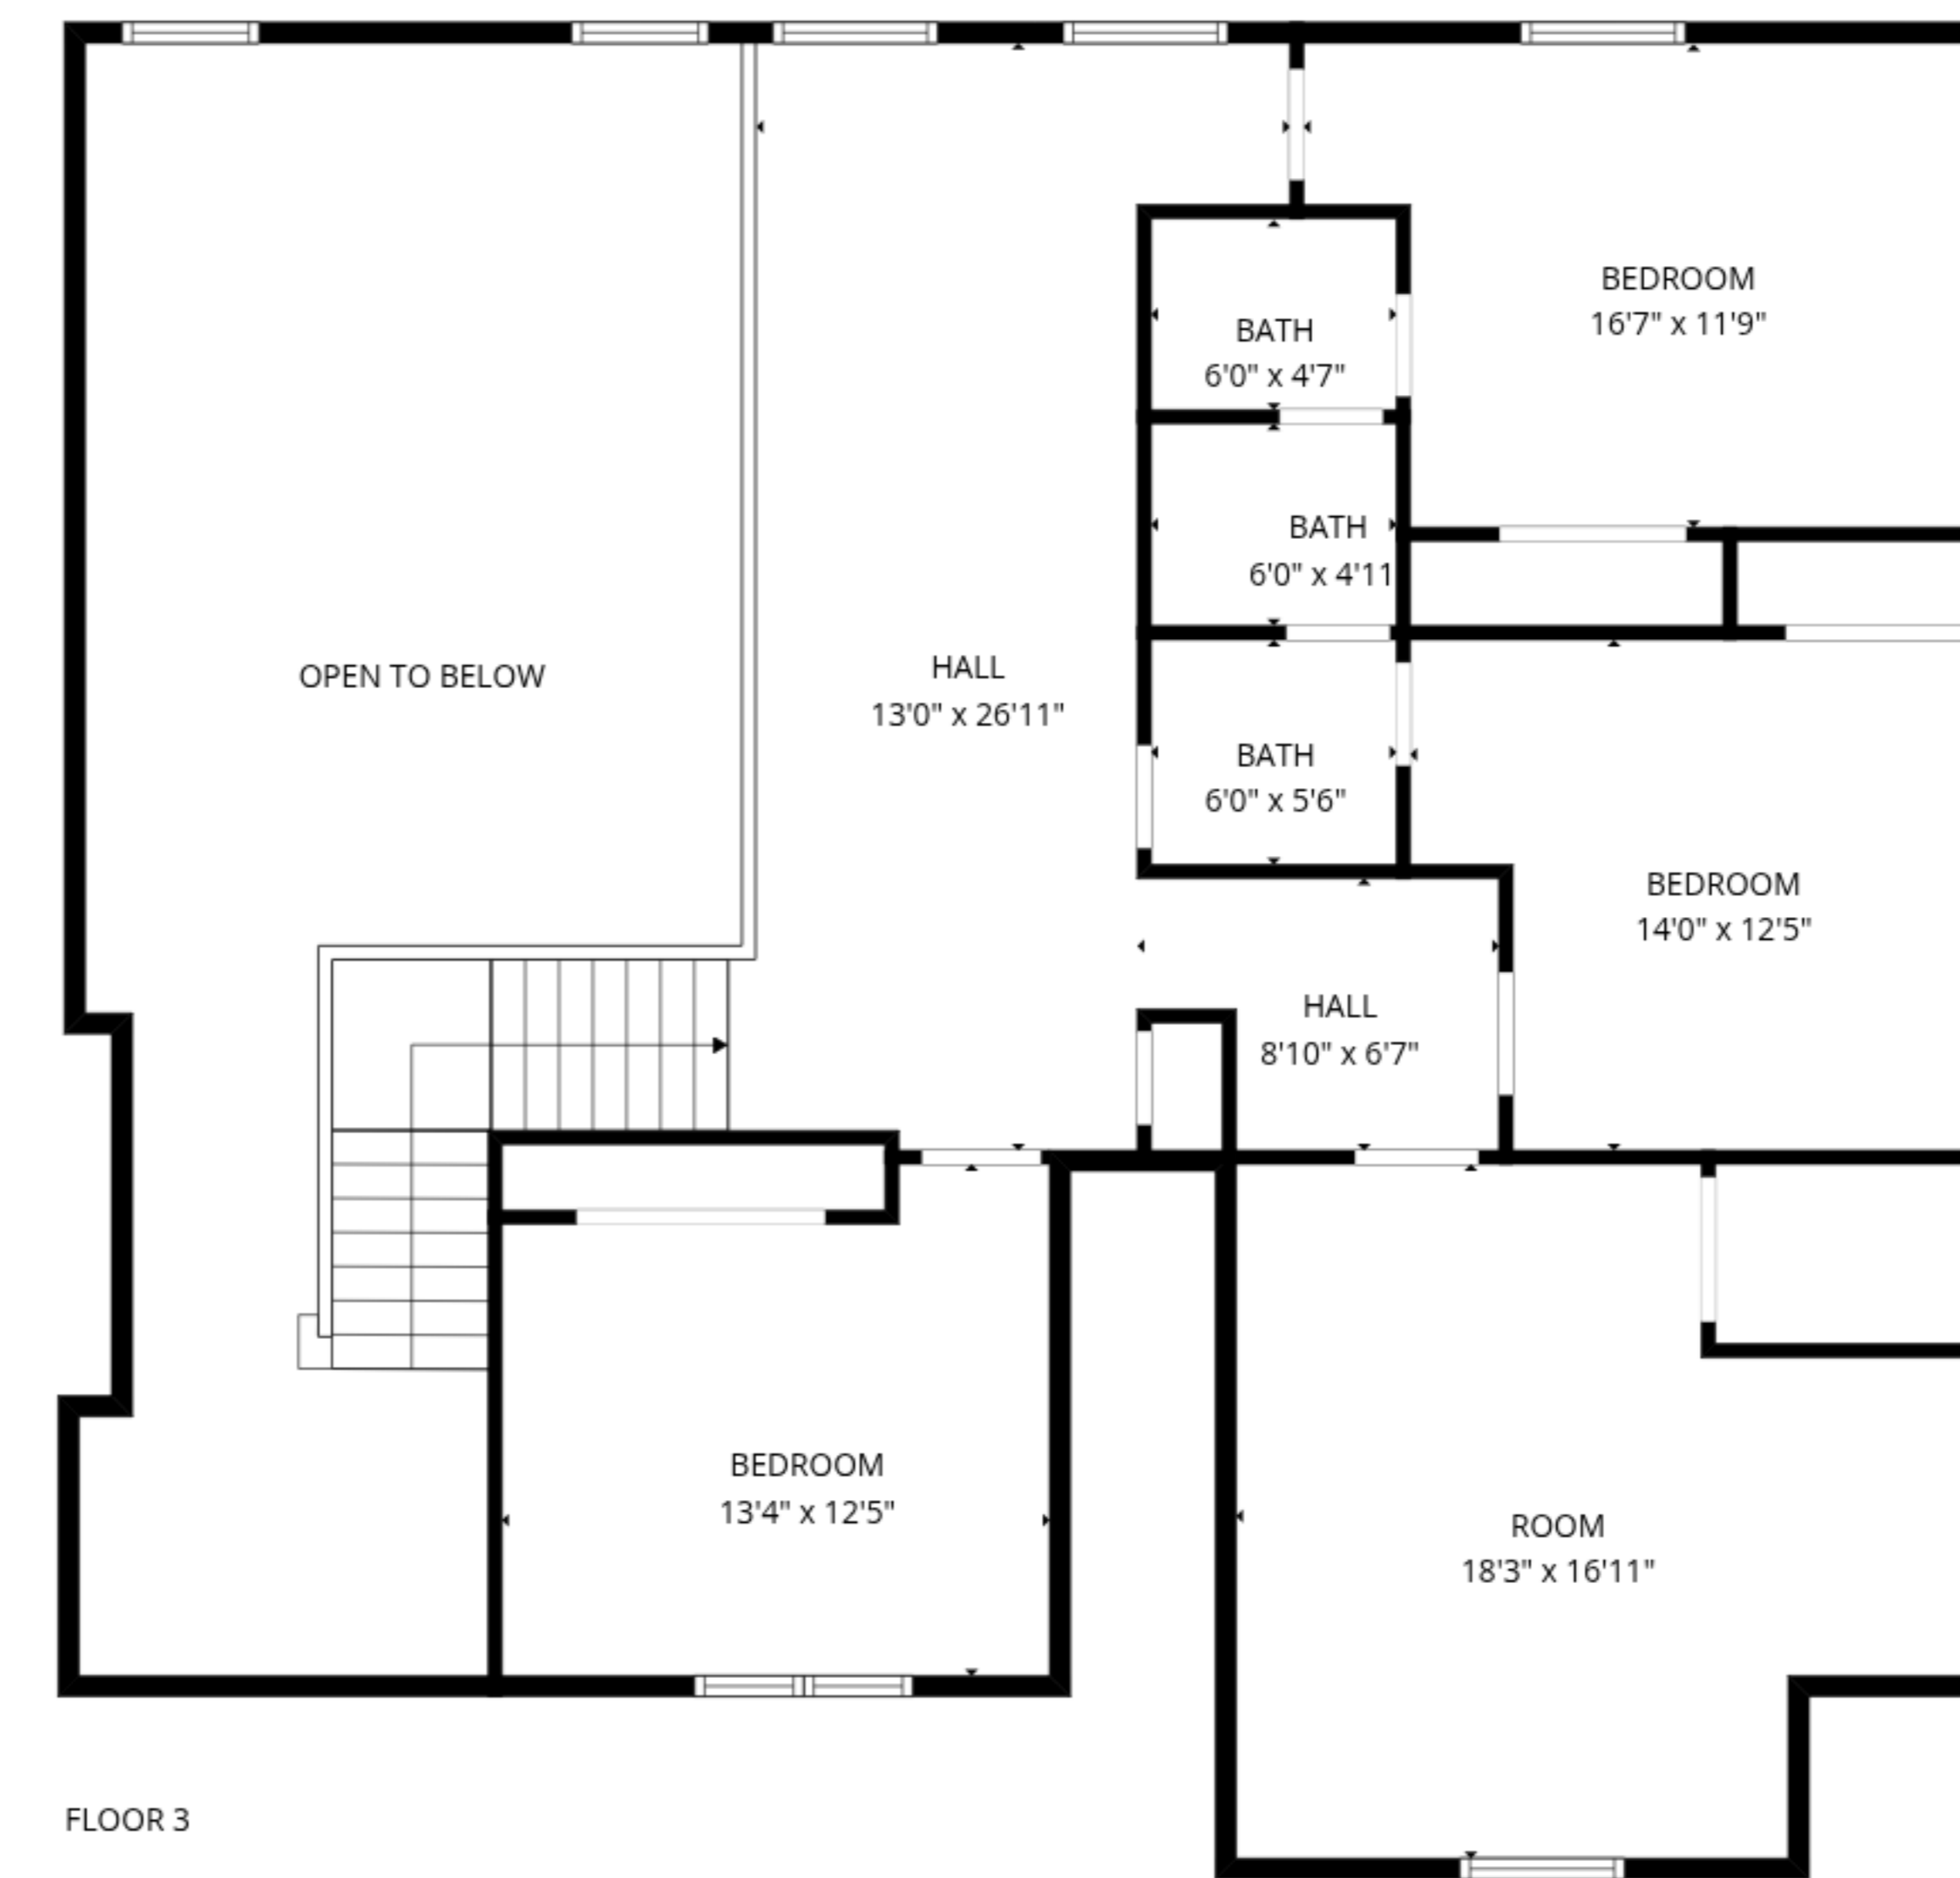 BEDROOM
16'7" x 11'9"
BATH
6'0" x 4'7"
BATH
6'0" x 4'11
OPEN TO BELOW
HALL
13'0" x 26'11"
BATH
6'0" x 5'6"
BEDROOM
14'0" x 12'5"
HALL
8'10" x 6'7"
BEDROOM
13'4" x 12'5"
ROOM
18'3" x 16'11"
FLOOR 3